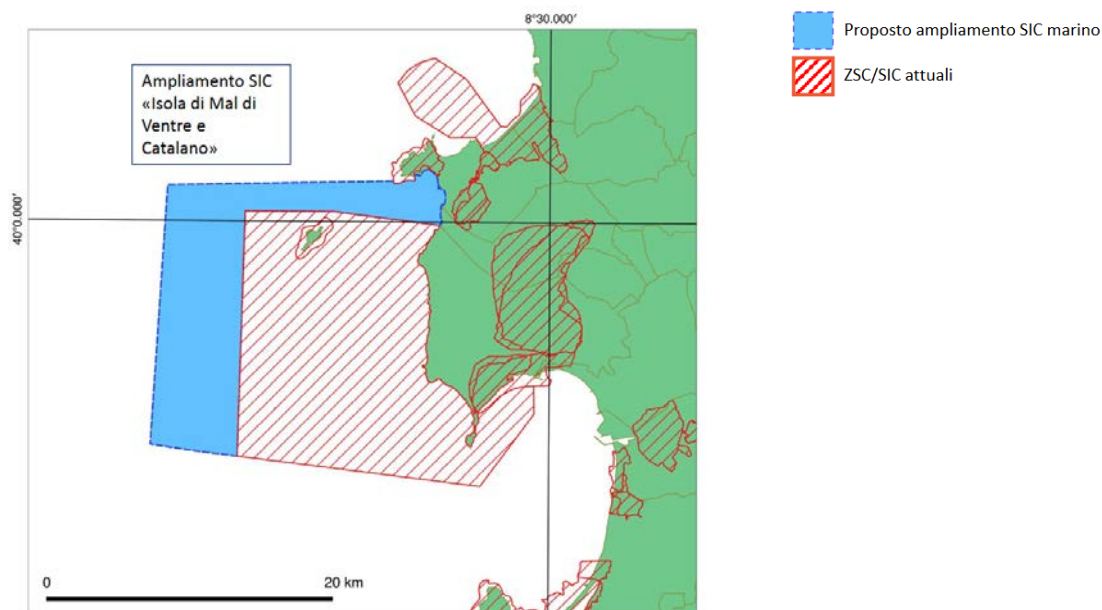 8°30.000'
Proposto ampliamento SIC marino
ZSC/SIC attuali
Ampliamento SIC
«Isola di Mal di
Ventre e
Catalano»
40°0.000'
0
20 km